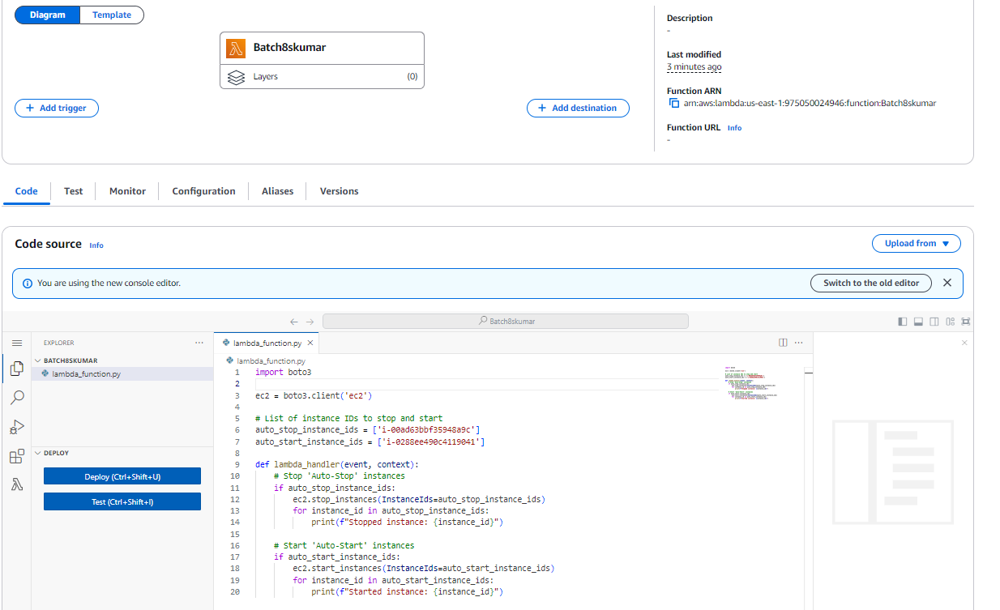 Diagram
Template
Batch8skumar
Layers
(0)
+ Add trigger
+ Add destination
Description
-
Last modified
3 minutes ago
Function ARN
arn:aws:lambda:us-east-1:975050024946:function:Batch8skumar
Function URL Info
-
Code
Test
Monitor
Configuration
Aliases
Versions
Code source Info
Upload from
You are using the new console editor.
Switch to the old editor
Batch8skumar
EXPLORER
BATCH8SKUMAR
lambda_function.py
DEPLOY
Deploy (Ctrl+Shift+U)
Test (Ctrl+Shift+I)
lambda_function.py
lambda_function.py
1 import boto3
2
3 ec2 = boto3.client('ec2')
4
5 # List of instance IDs to stop and start
6 auto_stop_instance_ids = ['i-00ad63bbf35948a9c']
7 auto_start_instance_ids = ['i-0288ee490c4119041']
8
9 def lambda_handler(event, context):
10     # Stop 'Auto-Stop' instances
11     if auto_stop_instance_ids:
12         ec2.stop_instances(InstanceIds=auto_stop_instance_ids)
13         for instance_id in auto_stop_instance_ids:
14             print(f"Stopped instance: {instance_id}")
15
16     # Start 'Auto-Start' instances
17     if auto_start_instance_ids:
18         ec2.start_instances(InstanceIds=auto_start_instance_ids)
19         for instance_id in auto_start_instance_ids:
20             print(f"Started instance: {instance_id}")